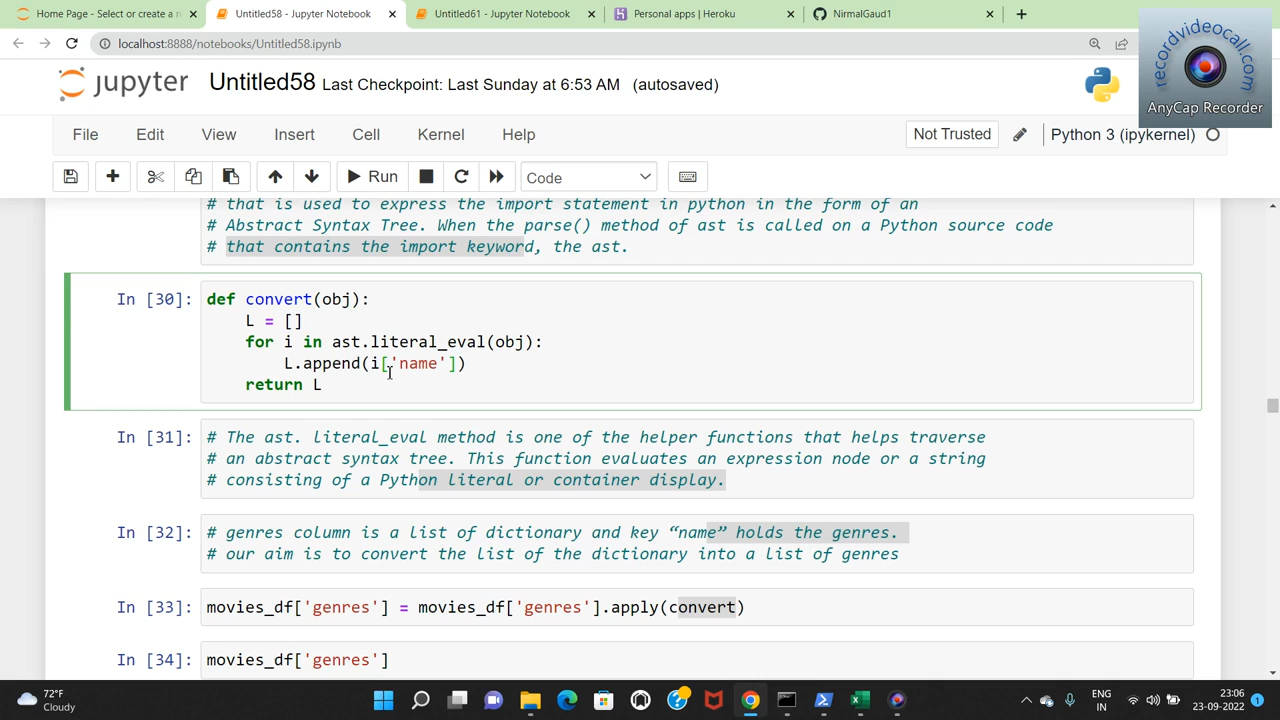 Home Page - Select or create a n
Untitled58 - Jupyter Notebook
Untitled61 - Jupyter Notebook
Personal apps | Heroku
NirmalGaud1
localhost:8888/notebooks/Untitled58.ipynb
recordvideocall.com
AnyCap Recorder
jupyter Untitled58 Last Checkpoint: Last Sunday at 6:53 AM (autosaved)
File Edit View Insert Cell Kernel Help
Not Trusted
Python 3 (ipykernel)
Run
Code
# that is used to express the import statement in python in the form of an
# Abstract Syntax Tree. When the parse() method of ast is called on a Python source code
# that contains the import keyword, the ast.
In [30]: def convert(obj):
L = []
for i in ast.literal_eval(obj):
L.append(i['name'])
return L
In [31]: # The ast. literal_eval method is one of the helper functions that helps traverse
# an abstract syntax tree. This function evaluates an expression node or a string
# consisting of a Python literal or container display.
In [32]: # genres column is a list of dictionary and key “name” holds the genres.
# our aim is to convert the list of the dictionary into a list of genres
In [33]: movies_df['genres'] = movies_df['genres'].apply(convert)
In [34]: movies_df['genres']
72°F
Cloudy
ENG
IN
23:06
23-09-2022